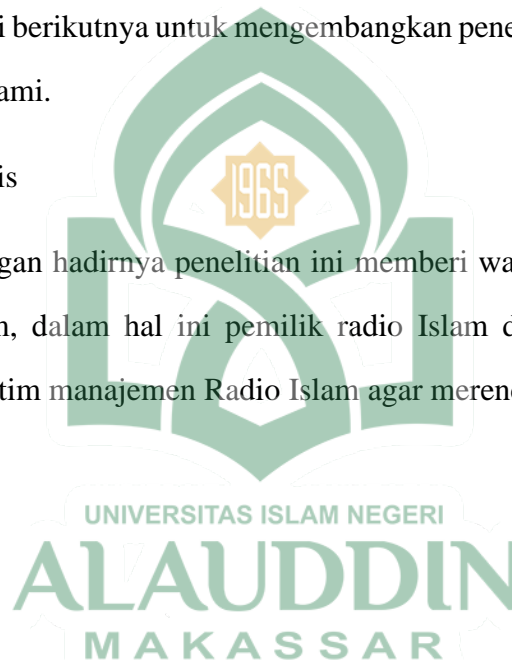 i berikutnya untuk mengembangkan pene
ami.
is
1965
gan hadirnya penelitian ini memberi wa
n, dalam hal ini pemilik radio Islam d
tim manajemen Radio Islam agar merenc
UNIVERSITAS ISLAM NEGERI
ALAUDDIN
MAKASSAR